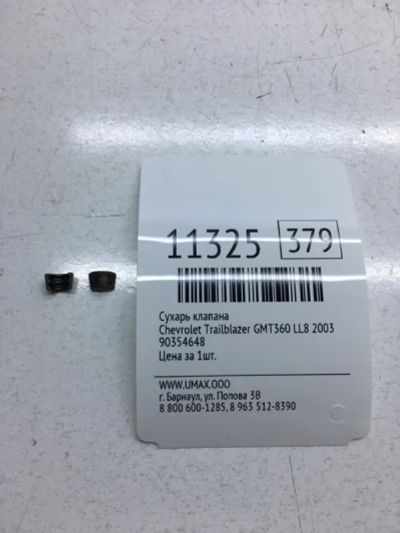 11325 379
Сухарь клапана
Chevrolet Trailblazer GMT360 LL8 2003
90354648
Цена за 1шт.
WWW.UMAX.OOO
г. Барнаул, ул. Попова 3В
8 800 600-1285, 8 963 512-8390